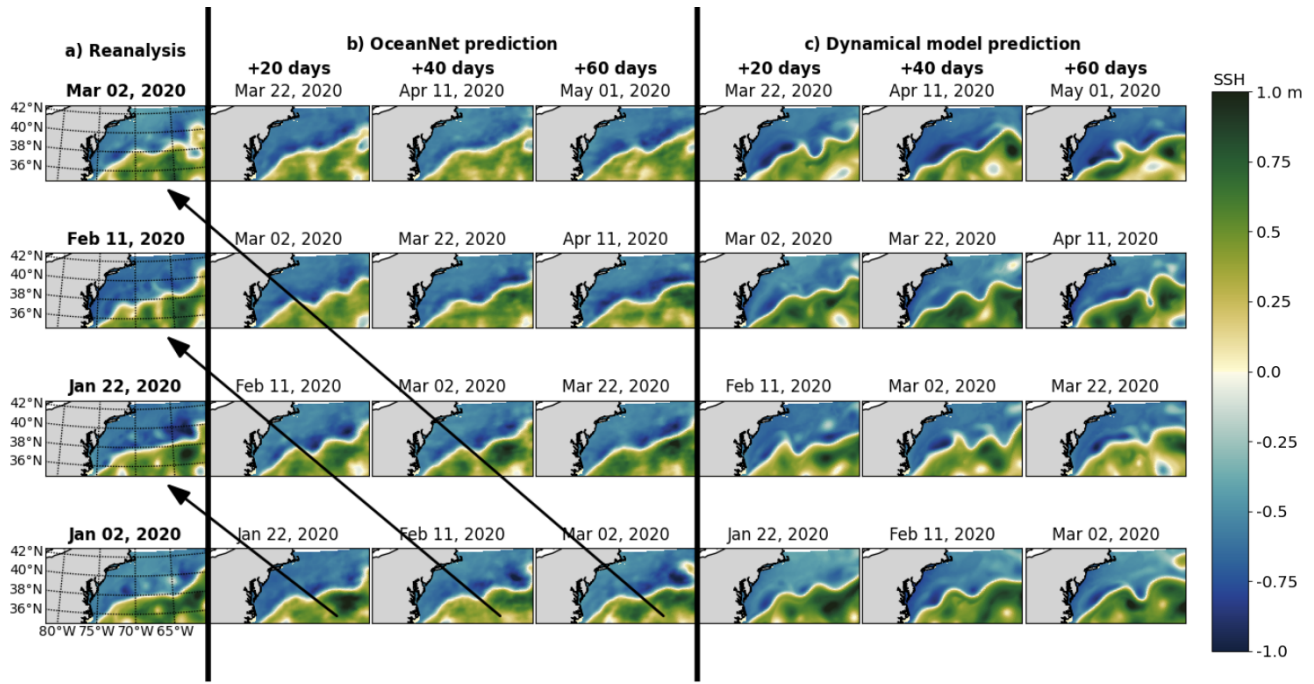 a) Reanalysis
b) OceanNet prediction
c) Dynamical model prediction
+20 days +40 days +60 days +20 days +40 days +60 days
Mar 02, 2020 Mar 22, 2020 Apr 11, 2020 May 01, 2020 Mar 22, 2020 Apr 11, 2020 May 01, 2020
SSH
42°N
40°N
38°N
36°N
Feb 11, 2020 Mar 02, 2020 Mar 22, 2020 Apr 11, 2020 Mar 02, 2020 Mar 22, 2020 Apr 11, 2020
42°N
40°N
38°N
36°N
Jan 22, 2020 Feb 11, 2020 Mar 02, 2020 Mar 22, 2020 Feb 11, 2020 Mar 02, 2020 Mar 22, 2020
42°N
40°N
38°N
36°N
Jan 02, 2020 Jan 22, 2020 Feb 11, 2020 Mar 02, 2020 Jan 22, 2020 Feb 11, 2020 Mar 02, 2020
42°N
40°N
38°N
36°N
80°W 75°W 70°W 65°W
1.0 m
0.75
0.5
0.25
0.0
-0.25
-0.5
-0.75
-1.0